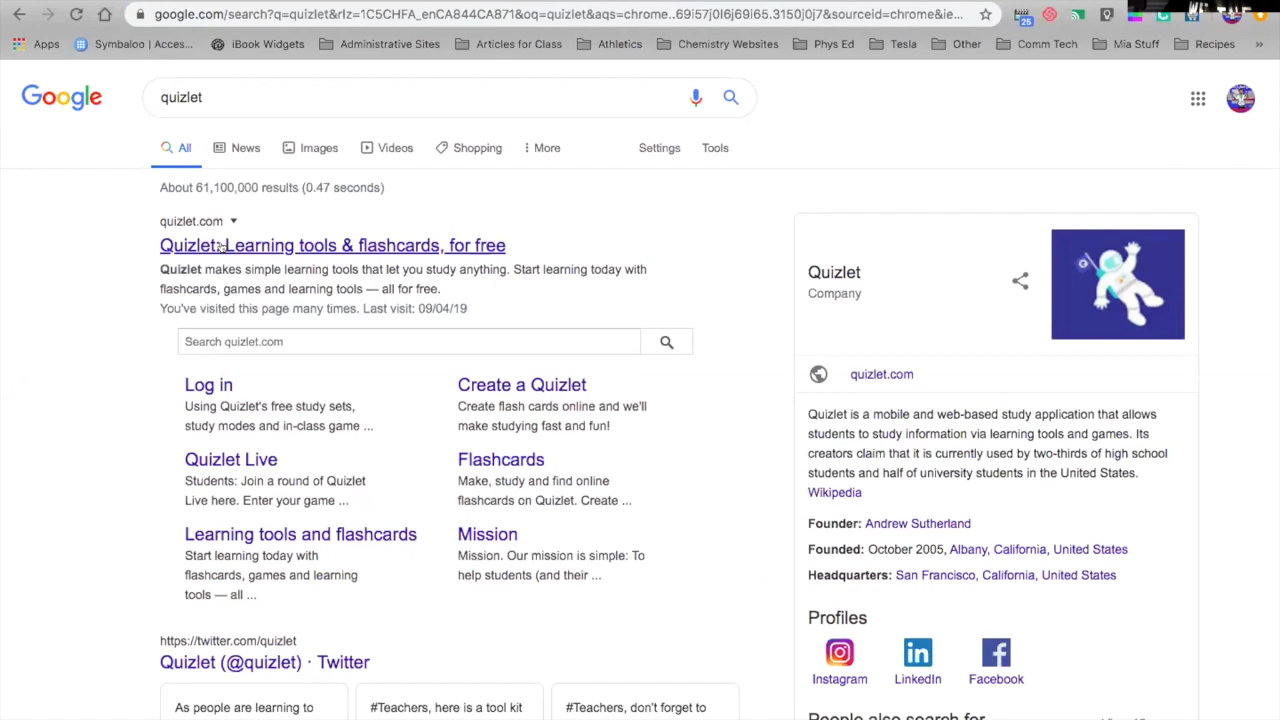 google.com/search?q=quizlet&rlz=1C5CHFA_enCA844CA871&oq=quizlet&aqs=chrome..69i57j0l6j69i65.3150j0j7&sourceid=chrome&ie...
25
Apps
Symbaloo | Acces...
iBook Widgets
Administrative Sites
Articles for Class
Athletics
Chemistry Websites
Phys Ed
Tesla
Other
Comm Tech
Mia Stuff
Recipes
»
Google
quizlet
All
News
Images
Videos
Shopping
More
Settings
Tools
About 61,100,000 results (0.47 seconds)
quizlet.com
Quizlet: Learning tools & flashcards, for free
Quizlet makes simple learning tools that let you study anything. Start learning today with
flashcards, games and learning tools — all for free.
You've visited this page many times. Last visit: 09/04/19
Search quizlet.com
Log in
Using Quizlet's free study sets,
study modes and in-class game ...
Create a Quizlet
Create flash cards online and we'll
make studying fast and fun!
Quizlet Live
Students: Join a round of Quizlet
Live here. Enter your game ...
Flashcards
Make, study and find online
flashcards on Quizlet. Create ...
Learning tools and flashcards
Start learning today with
flashcards, games and learning
tools — all ...
Mission
Mission. Our mission is simple: To
help students (and their ...
https://twitter.com/quizlet
Quizlet (@quizlet) · Twitter
As people are learning to
#Teachers, here is a tool kit
#Teachers, don't forget to
Quizlet
Company
quizlet.com
Quizlet is a mobile and web-based study application that allows
students to study information via learning tools and games. Its
creators claim that it is currently used by two-thirds of high school
students and half of university students in the United States.
Wikipedia
Founder: Andrew Sutherland
Founded: October 2005, Albany, California, United States
Headquarters: San Francisco, California, United States
Profiles
Instagram
LinkedIn
Facebook
People also search for